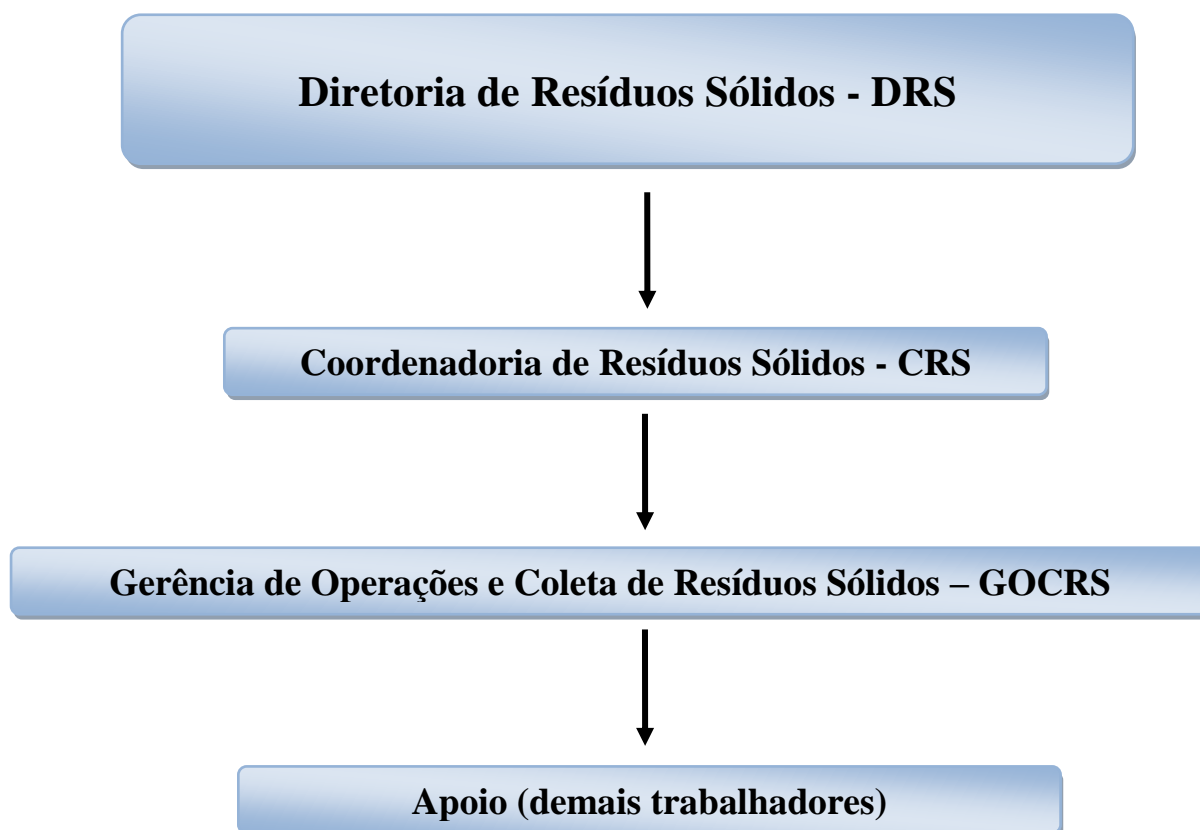 Diretoria de Resíduos Sólidos - DRS
Coordenadoria de Resíduos Sólidos - CRS
Gerência de Operações e Coleta de Resíduos Sólidos – GOCRS
Apoio (demais trabalhadores)